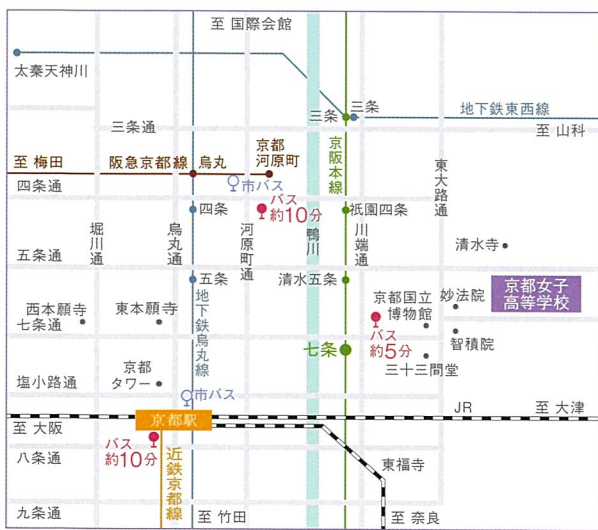 至 国際会館
太秦天神川
三条
三条
地下鉄東西線
三条通
至 山科
京都
河原町
至 梅田
阪急京都線
烏丸
京阪本線
東大路通
四条通
市バス
バス
約10分
四条
祇園四条
堀川通
烏丸通
河原町通
鴨川
川端通
清水寺
五条通
五条
清水五条
地下鉄烏丸線
京都国立
博物館
妙法院
京都女子
高等学校
西本願寺
東本願寺
七条通
七条
バス
約5分
智積院
三十三間堂
京都
タワー
塩小路通
市バス
JR
至 大津
京都駅
至 大阪
バス
約10分
八条通
近鉄京都線
東福寺
九条通
至 竹田
至 奈良